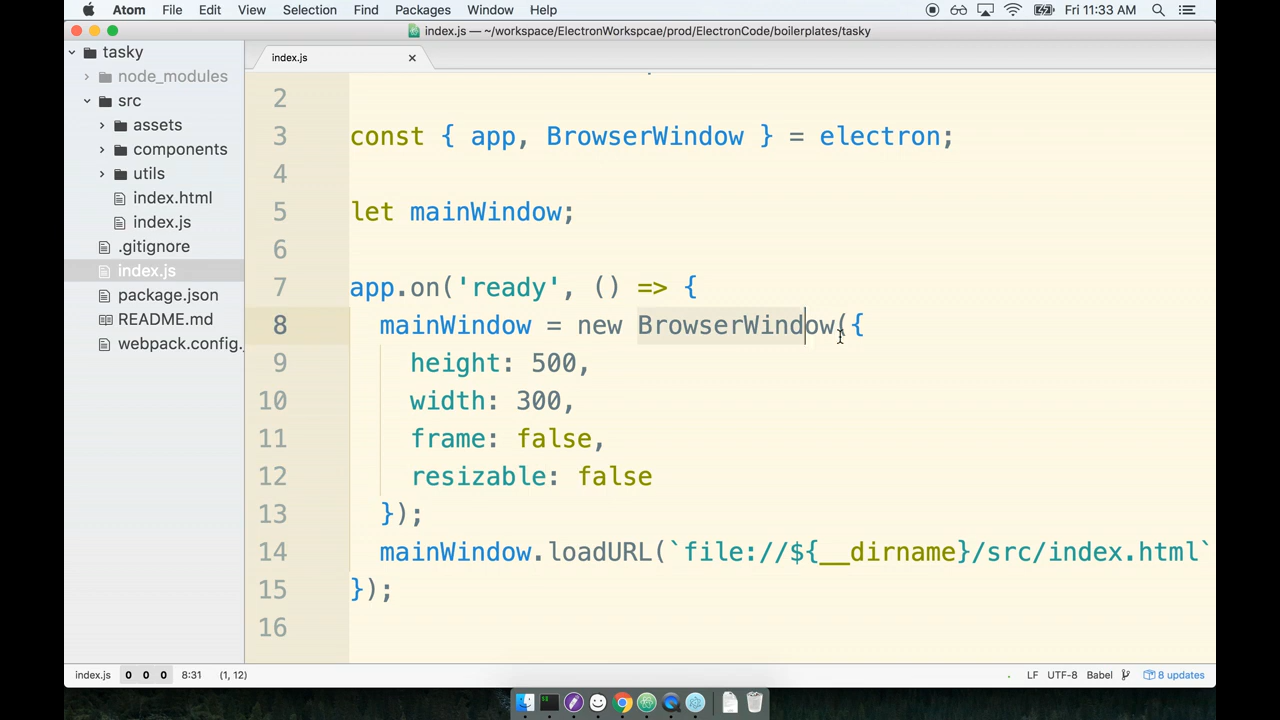 Atom File Edit View Selection Find Packages Window Help Fri 11:33 AM
index.js — ~/workspace/ElectronWorkspcae/prod/ElectronCode/boilerplates/tasky
tasky
node_modules
src
assets
components
utils
index.html
index.js
.gitignore
index.js
package.json
README.md
webpack.config.
index.js
2
3 const { app, BrowserWindow } = electron;
4
5 let mainWindow;
6
7 app.on('ready', () => {
8 mainWindow = new BrowserWindow({
9 height: 500,
10 width: 300,
11 frame: false,
12 resizable: false
13 });
14 mainWindow.loadURL(`file://${__dirname}/src/index.html`
15 });
16
index.js 0 0 0 8:31 (1, 12) LF UTF-8 Babel 8 updates